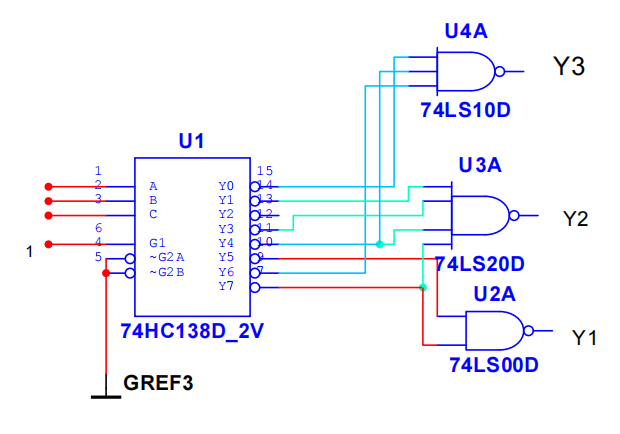 U4A
Y3
74LS10D
U1
1 15
2 A Y0 14
3 B Y1 13
C Y2 12
6 Y3 11
4 G1 Y4 10
1
5 ~G2A Y5 9
~G2B Y6 7
Y7
U3A
Y2
74LS20D
U2A
Y1
74LS00D
74HC138D_2V
GREF3